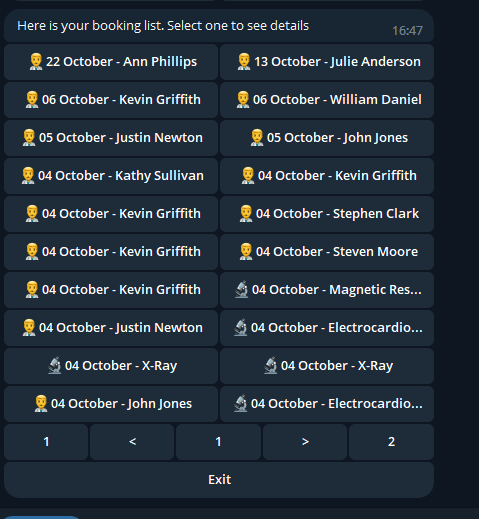 Here is your booking list. Select one to see details
16:47
22 October - Ann Phillips
13 October - Julie Anderson
06 October - Kevin Griffith
06 October - William Daniel
05 October - Justin Newton
05 October - John Jones
04 October - Kathy Sullivan
04 October - Kevin Griffith
04 October - Kevin Griffith
04 October - Stephen Clark
04 October - Kevin Griffith
04 October - Steven Moore
04 October - Kevin Griffith
04 October - Magnetic Res...
04 October - Justin Newton
04 October - Electrocardio...
04 October - X-Ray
04 October - X-Ray
04 October - John Jones
04 October - Electrocardio...
1 < 1 > 2
Exit